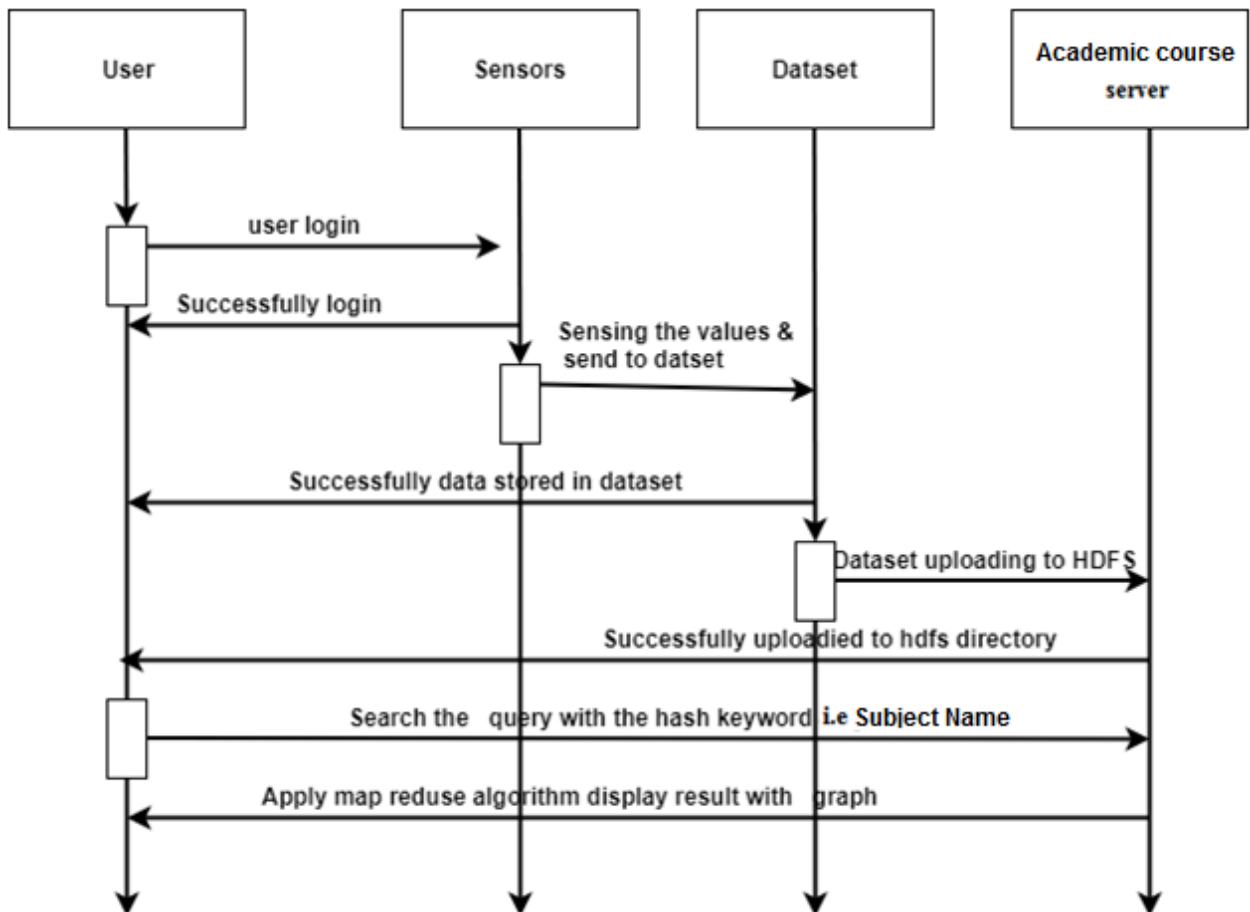 User
Sensors
Dataset
Academic course
server
user login
Successfully login
Sensing the values &
send to datset
Successfully data stored in dataset
Dataset uploading to HDFS
Successfully uploadied to hdfs directory
Search the query with the hash keyword i.e Subject Name
Apply map reduse algorithm display result with graph